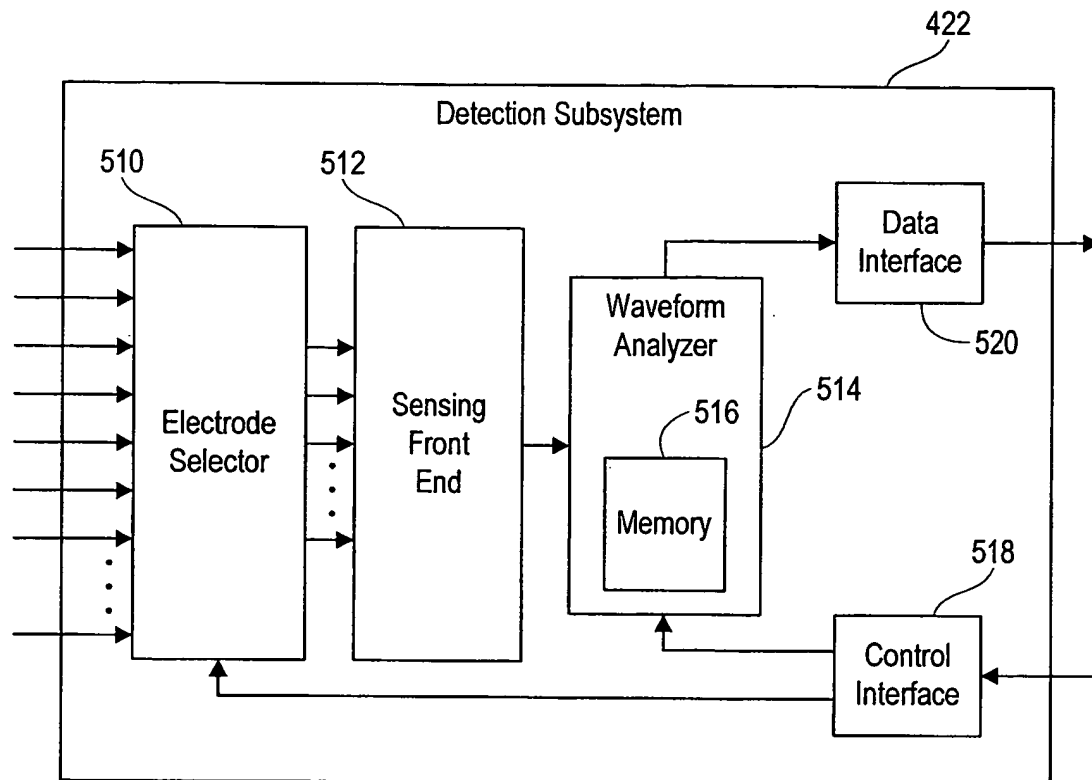 422
Detection Subsystem
510
512
Data
Interface
520
Waveform
Analyzer
514
516
Memory
Electrode
Selector
Sensing
Front
End
518
Control
Interface